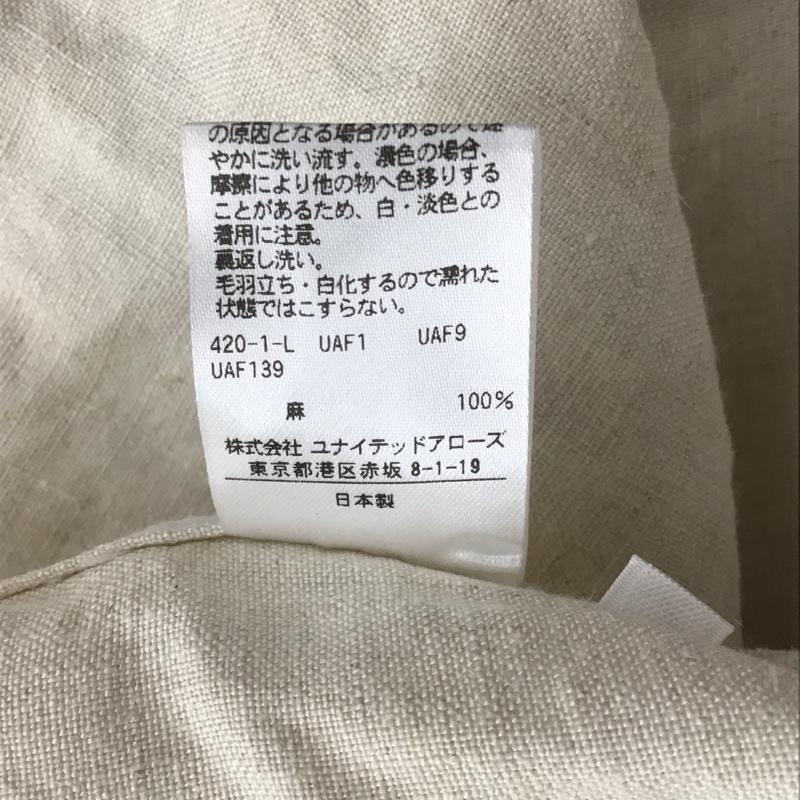 の原因となる場合があるので速
やかに洗い流す。濃色の場合、
摩擦により他の物へ色移りする
ことがあるため、白・淡色との
着用に注意。
裏返し洗い。
毛羽立ち・白化するので濡れた
状態ではこすらない。
420-1-L UAF1 UAF9
UAF139
麻 100%
株式会社 ユナイテッドアローズ
東京都港区赤坂 8-1-19
日本製